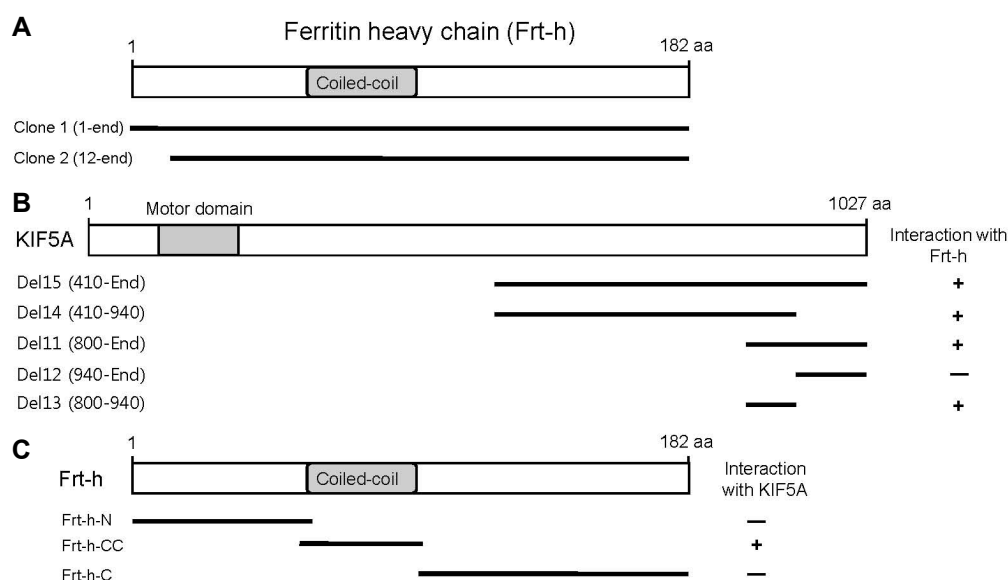 A
Ferritin heavy chain (Frt-h)
1
182 aa
Coiled-coil
Clone 1 (1-end)
Clone 2 (12-end)
B
1
Motor domain
1027 aa
KIF5A
Interaction with
Frt-h
Del15 (410-End)
+
Del14 (410-940)
+
Del11 (800-End)
+
Del12 (940-End)
—
Del13 (800-940)
+
C
1
182 aa
Frt-h
Coiled-coil
Interaction
with KIF5A
Frt-h-N
—
Frt-h-CC
+
Frt-h-C
—